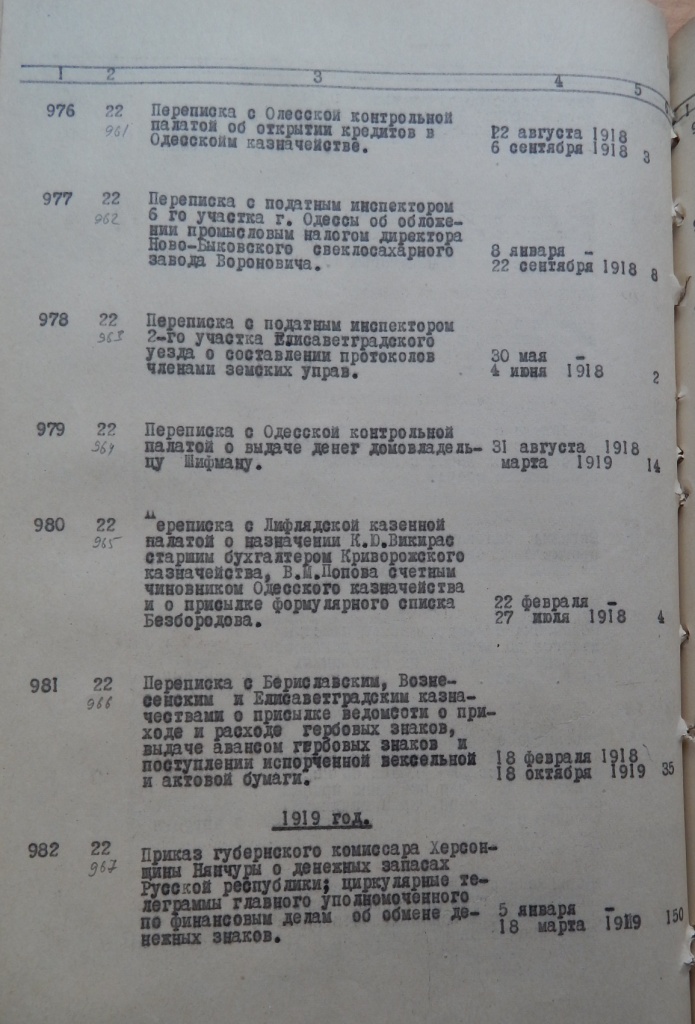 1 2 3 4 5
976 22 Переписка с Олесской контрольной
961 палатой об открытии кредитов в 22 августа 1918
Одесскойм казначействе. 6 сентября 1918 3
977 22 Переписка с податным инспектором
962 6 го участка г. Одессы об обложе-
нии промысловым налогом директора
Ново-Быковского свеклосахарного 8 января -
завода Вороновича. 22 сентября 1918 8
978 22 Переписка с податным инспектором
963 2-го участка Елисаветградского
уезда о составлении протоколов 30 мая -
членами земских управ. 4 июня 1918 2
979 22 Переписка с Одесской контрольной
964 палатой о выдаче денег домовладель- 31 августа 1918
цу Шифману. марта 1919 14
980 22 Переписка с Лифлядской казенной
965 палатой о назначении К.Ю.Викирас
старшим бухгалтером Криворожского
казначейства, В.М.Попова счетным
чиновником Одесского казначейства
и о присылке формулярного списка 22 февраля -
Безбородова. 27 июля 1918 4
981 22 Переписка с Бериславским, Возне-
966 сенским и Елисаветградским казна-
чествами о присылке ведомости о при-
ходе и расходе гербовых знаков,
выдаче авансом гербовых знаков и
поступлении испорченной вексельной 18 февраля 1918
и актовой бумаги. 18 октября 1919 35
1919 год.
982 22 Приказ губернского комиссара Херсон-
967 щины Нянчуры о денежных запасах
Русской республики; циркулярные те-
леграммы главного уполномоченного
по финансовым делам об обмене де- 5 января -
нежных знаков. 18 марта 1919 150